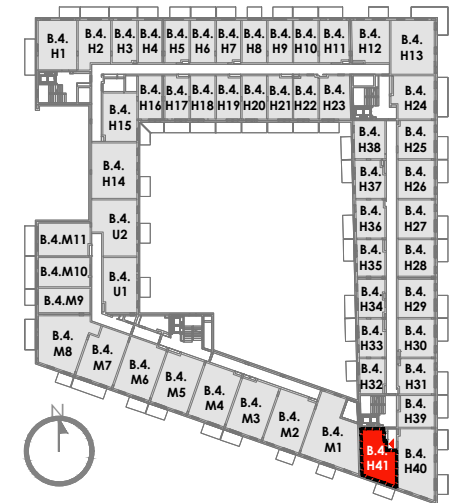 B.4.
H1
B.4.
H2
B.4.
H3
B.4.
H4
B.4.
H5
B.4.
H6
B.4.
H7
B.4.
H8
B.4.
H9
B.4.
H10
B.4.
H11
B.4.
H12
B.4.
H13
B.4.
H15
B.4.
H16
B.4.
H17
B.4.
H18
B.4.
H19
B.4.
H20
B.4.
H21
B.4.
H22
B.4.
H23
B.4.
H24
B.4.
H38
B.4.
H25
B.4.
H14
B.4.
H37
B.4.
H26
B.4.
U2
B.4.
H36
B.4.
H27
B.4.M11
B.4.
H35
B.4.
H28
B.4.M10
B.4.
U1
B.4.
H34
B.4.
H29
B.4.M9
B.4.
M8
B.4.
M7
B.4.
M6
B.4.
M5
B.4.
M4
B.4.
M3
B.4.
M2
B.4.
M1
B.4.
H33
B.4.
H30
B.4.
H32
B.4.
H31
B.4.
H39
B.4.
H41
B.4.
H40
N